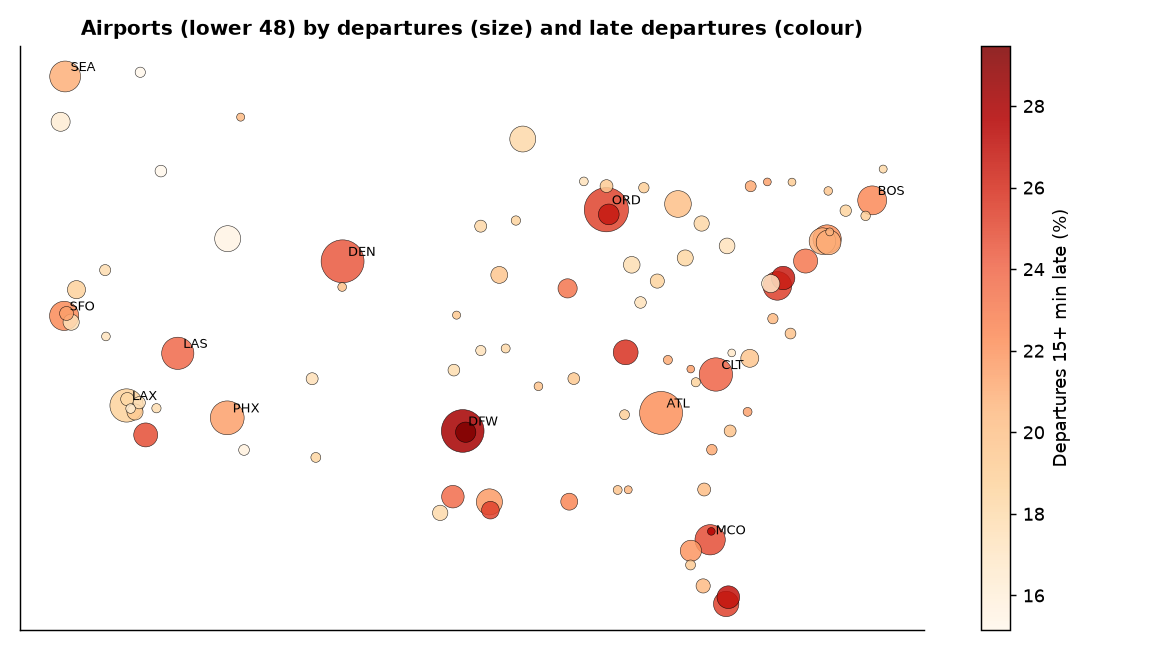 Airports (lower 48) by departures (size) and late departures (colour)
SEA
BOS
ORD
DEN
SFO
LAS
CLT
LAX
PHX
ATL
DFW
MCO
28
26
24
22
20
18
16
Departures 15+ min late (%)